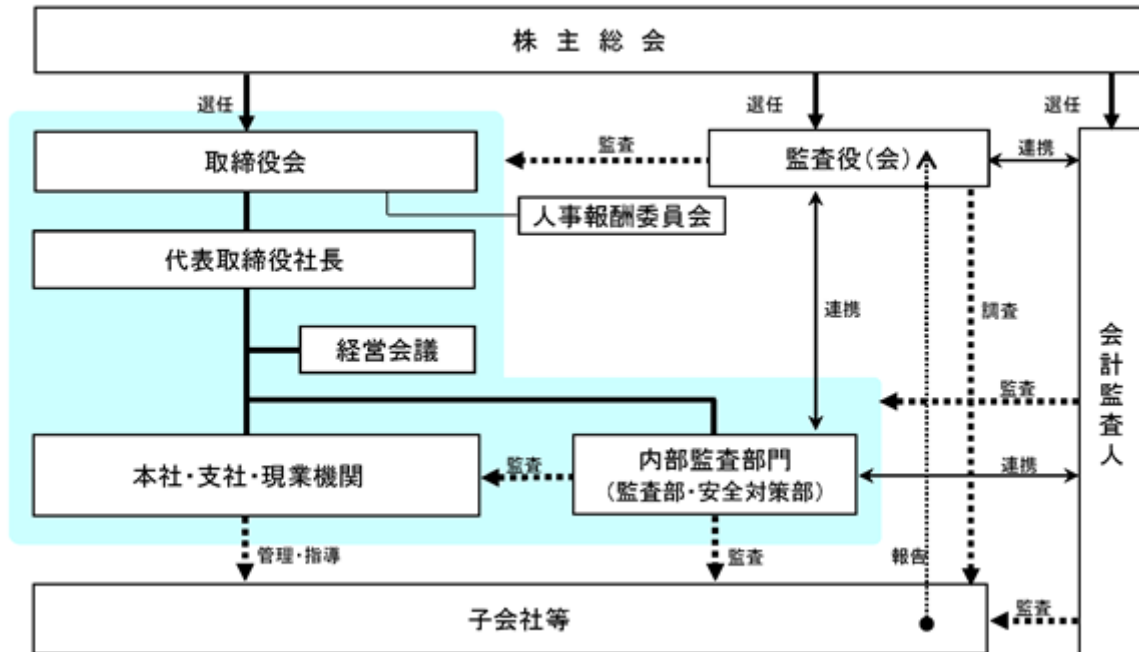 株主総会
選任
選任
選任
取締役会
監査
監査役(会)
連携
人事報酬委員会
代表取締役社長
連携
調査
経営会議
会計監査人
監査
本社・支社・現業機関
監査
内部監査部門
(監査部・安全対策部)
連携
管理・指導
監査
報告
子会社等
監査